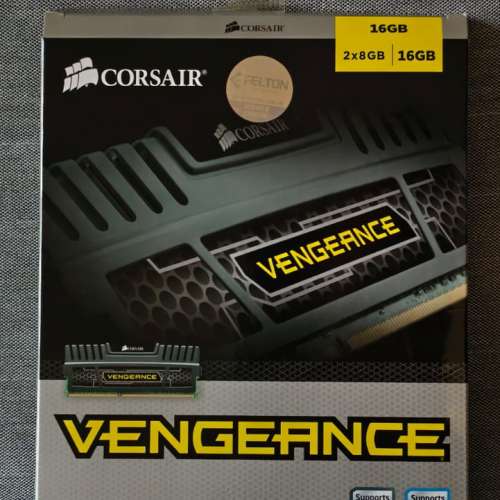 CORSAIR
16GB
2x8GB 16GB
CORSAIR®
FELTON
CORSAIR
VENGEANCE
VENGEANCE
VENGEANCE
Supports
Supports